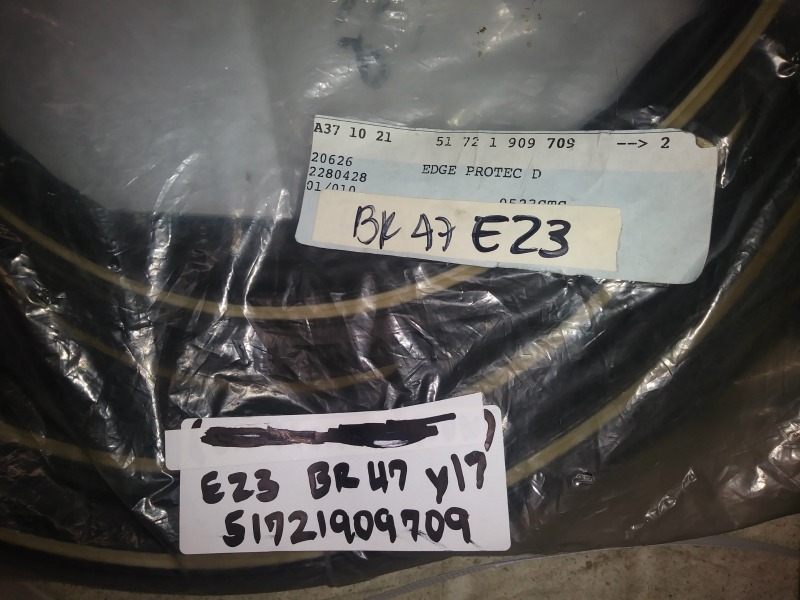 A37 10 21 51 72 1 909 709 --> 2
20626
2280428 EDGE PROTEC D
01/010
BR 47 E23
E23 BR 47 y17
51721909709